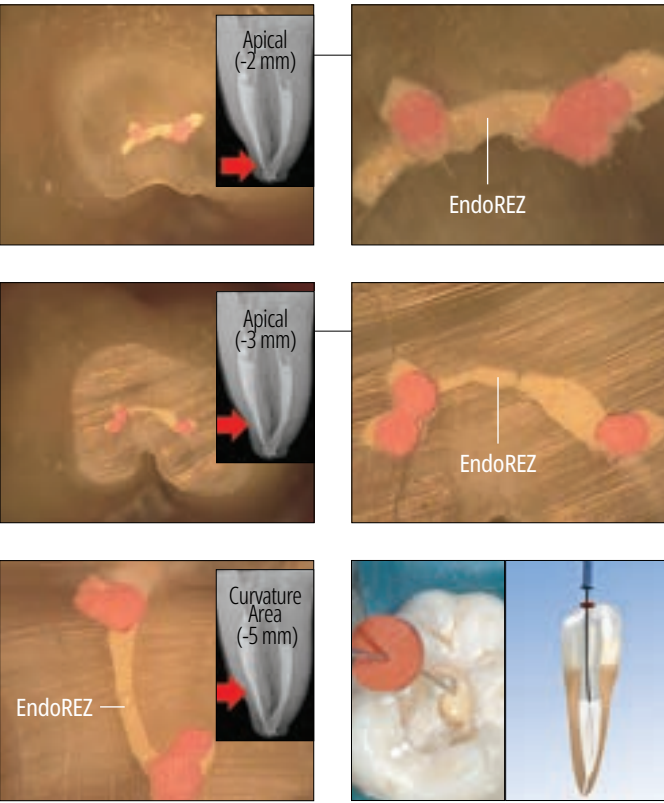 Apical
(-2 mm)
EndoREZ
Apical
(-3 mm)
EndoREZ
Curvature
Area
(-5 mm)
EndoREZ